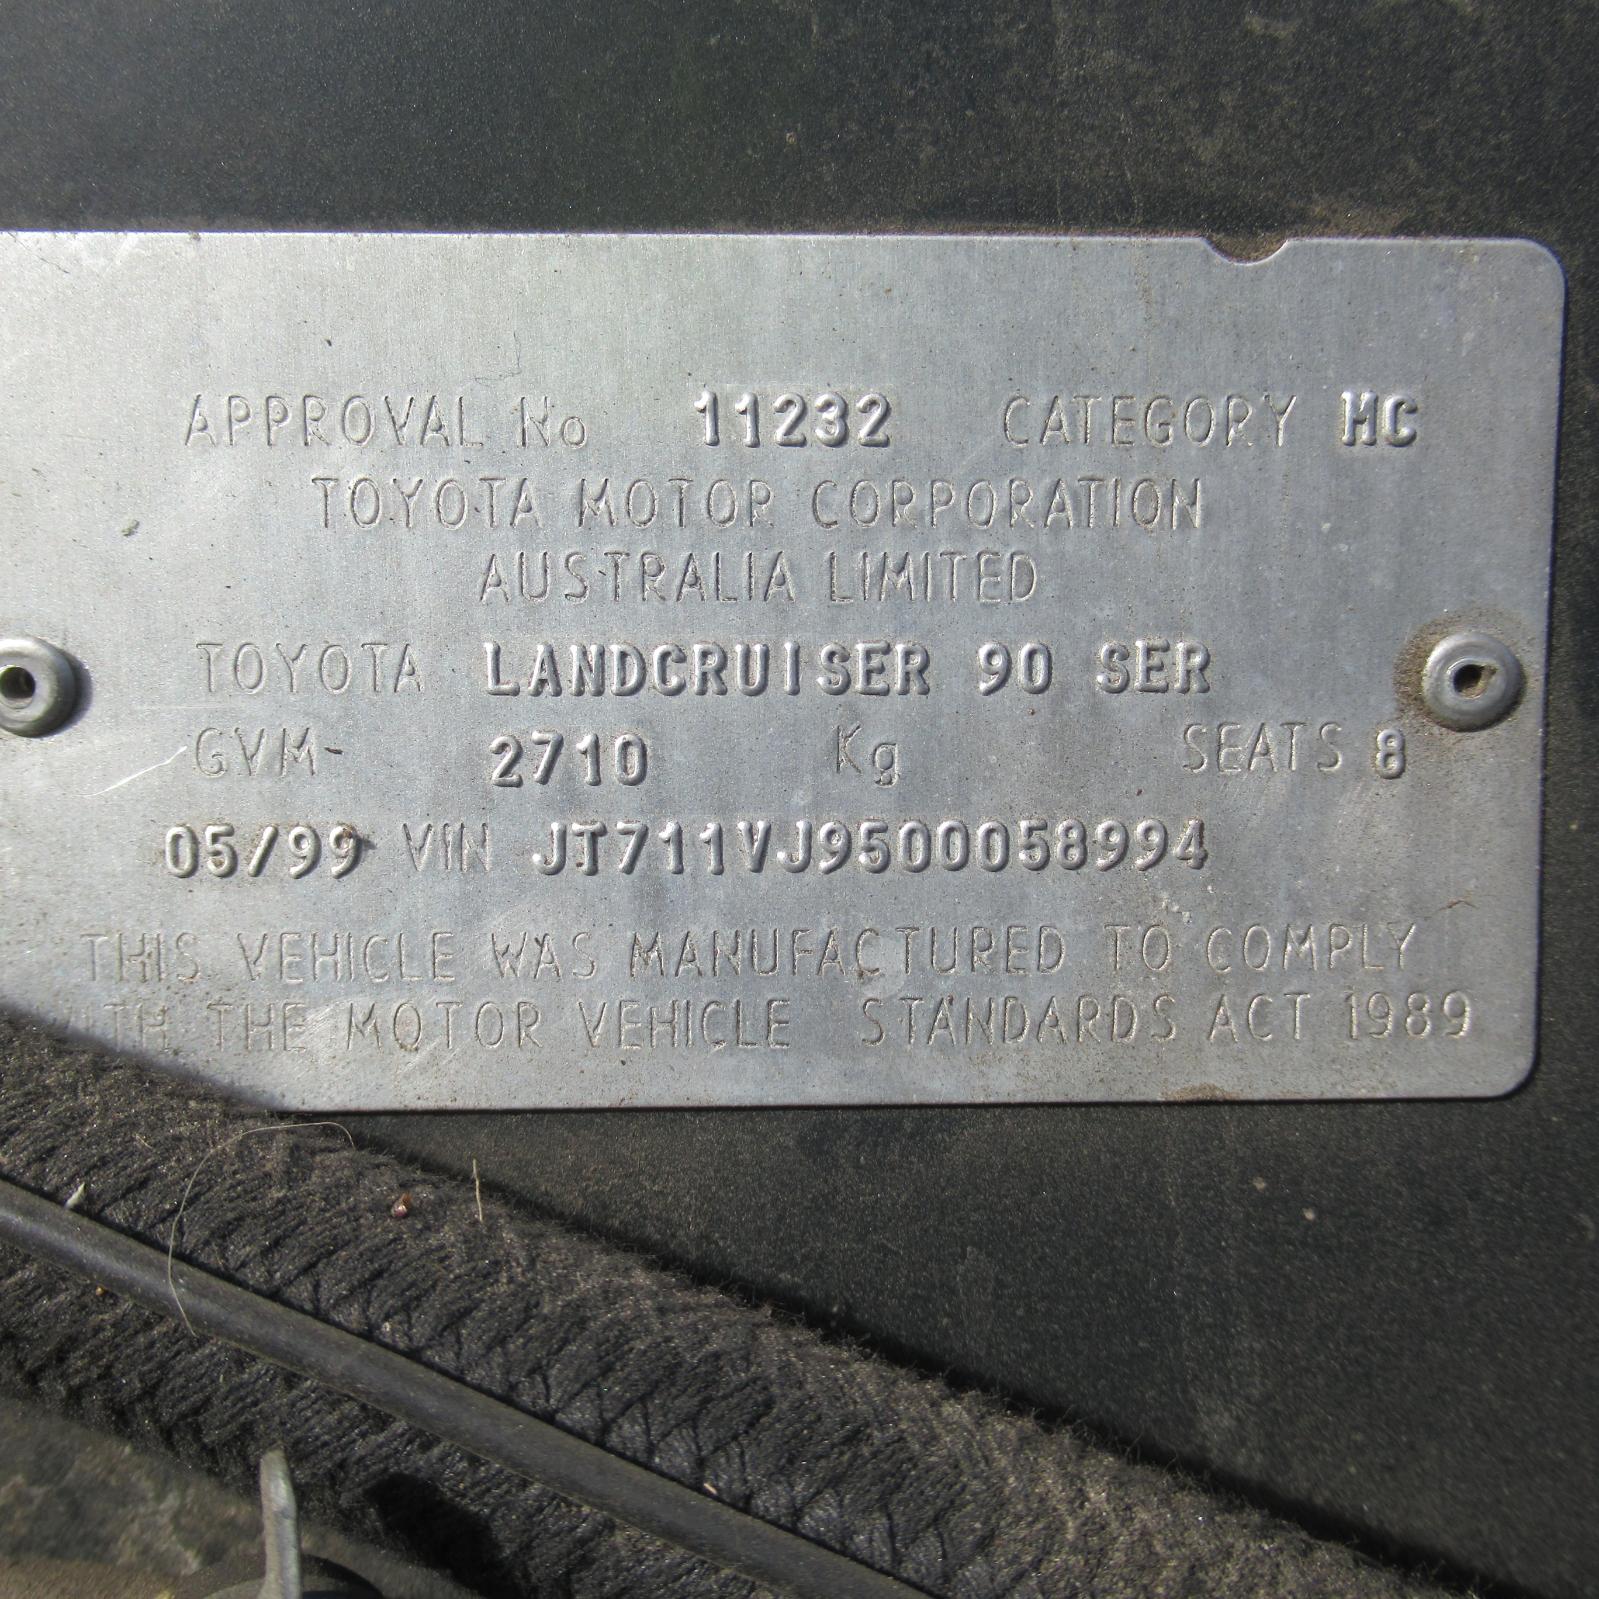 APPROVAL No 11232 CATEGORY MC
TOYOTA MOTOR CORPORATION
AUSTRALIA LIMITED
TOYOTA LANDCRUISER 90 SER
GVM 2710 Kg SEATS 8
05/99 VIN JT711VJ9500058994
THIS VEHICLE WAS MANUFACTURED TO COMPLY
WITH THE MOTOR VEHICLE STANDARDS ACT 1989